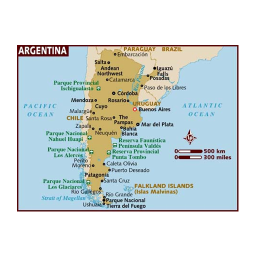 ARGENTINA
PARAGUAY BRAZIL
Embarcación
Salta
Andean
Northwest
Catamarca
Iguazú
Falls
Posadas
Paso de los Libres
Parque Provincial
Ischigualasto
Córdoba
Mendoza
Rosario
URUGUAY
Cuyo
Buenos Aires
Malargüe
PACIFIC
OCEAN
ATLANTIC
OCEAN
CHILE
Santa Rosa
The
Pampas
Mar del Plata
Zapala
Neuquén
Bahía
Blanca
Parque Nacional
Nahuel Huapi
Reserva Faunística
Península Valdés
Parque Nacional
Los Alerces
Reserva Provincial
Punta Tombo
500 km
300 miles
Perito
Moreno
Caleta Olivia
Puerto Deseado
Patagonia
Parque Nacional
Los Glaciares
Santa Cruz
FALKLAND ISLANDS
(Islas Malvinas)
Río Gallegos
Strait of Magellan
Río Grande
Parque Nacional
Tierra del Fuego
Ushuaia